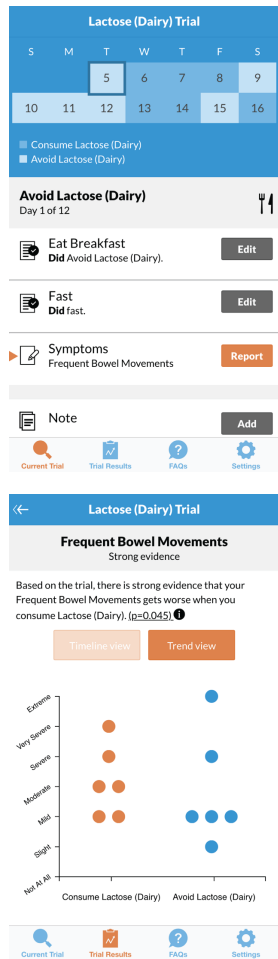 Lactose (Dairy) Trial
S M T W T F S
5 6 7 8 9
10 11 12 13 14 15 16
Consume Lactose (Dairy)
Avoid Lactose (Dairy)
Avoid Lactose (Dairy)
Day 1 of 12
Eat Breakfast
Did Avoid Lactose (Dairy).
Edit
Fast
Did fast.
Edit
Symptoms
Frequent Bowel Movements
Report
Note
Add
Current Trial Trial Results FAQs Settings
Lactose (Dairy) Trial
Frequent Bowel Movements
Strong evidence
Based on the trial, there is strong evidence that your
Frequent Bowel Movements gets worse when you
consume Lactose (Dairy). (p=0.045)
Timeline view Trend view
Extreme
Very Severe
Severe
Moderate
Mild
Slight
Not At All
Consume Lactose (Dairy) Avoid Lactose (Dairy)
Current Trial Trial Results FAQs Settings